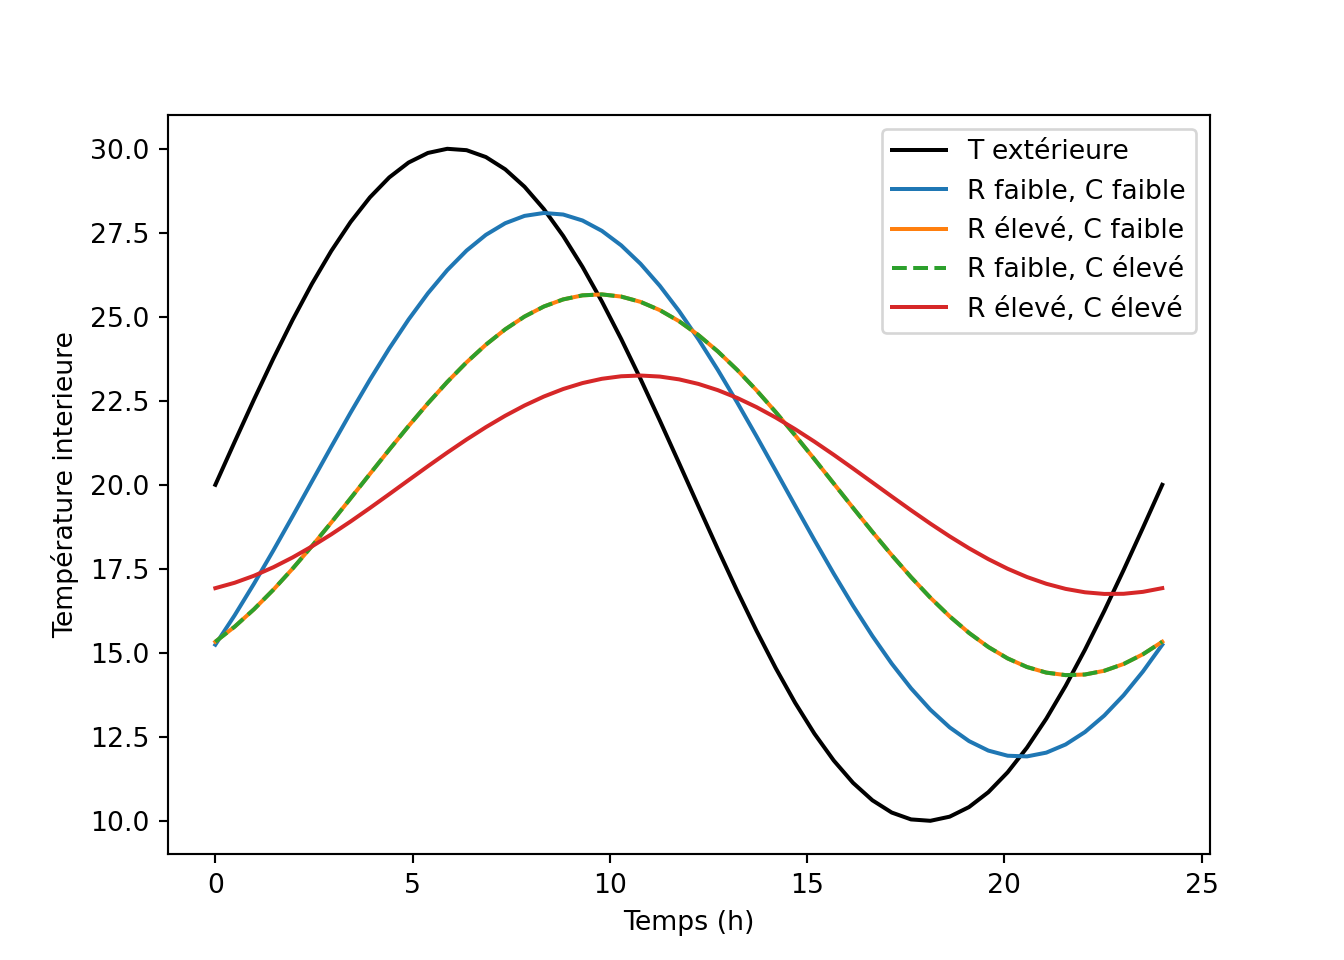 30.0
27.5
25.0
22.5
20.0
17.5
15.0
12.5
10.0
Température interieure
T extérieure
R faible, C faible
R élevé, C faible
R faible, C élevé
R élevé, C élevé
0 5 10 15 20 25
Temps (h)